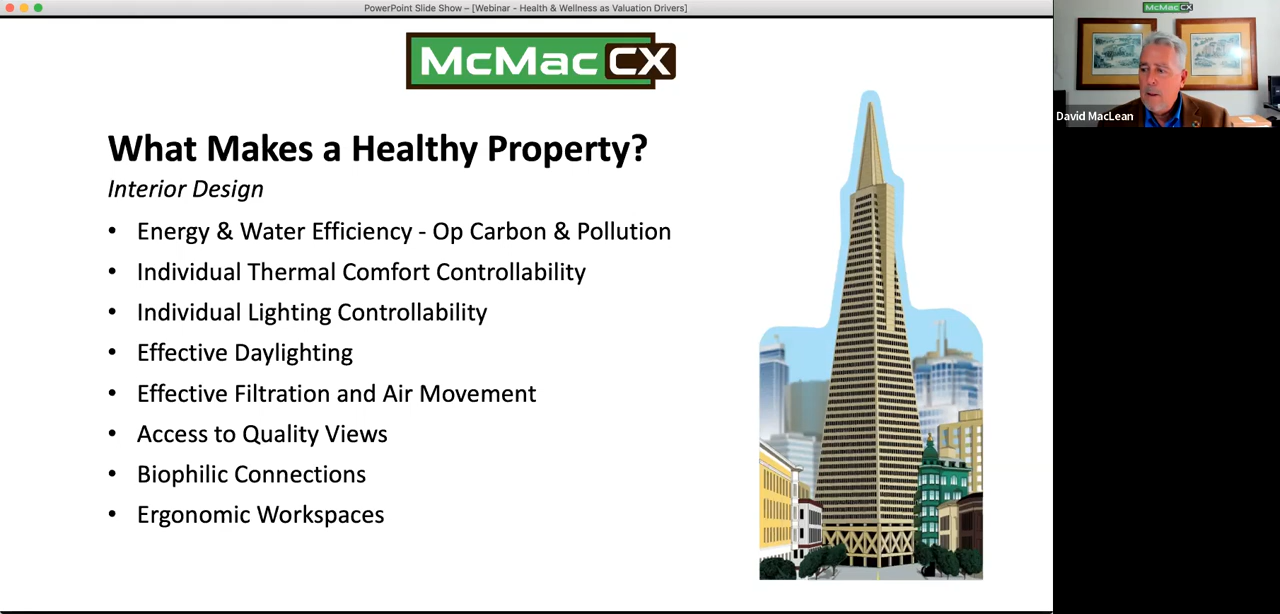 PowerPoint Slide Show – [Webinar - Health & Wellness as Valuation Drivers]
McMac CX
McMac CX
David MacLean
What Makes a Healthy Property?
Interior Design
• Energy & Water Efficiency - Op Carbon & Pollution
• Individual Thermal Comfort Controllability
• Individual Lighting Controllability
• Effective Daylighting
• Effective Filtration and Air Movement
• Access to Quality Views
• Biophilic Connections
• Ergonomic Workspaces